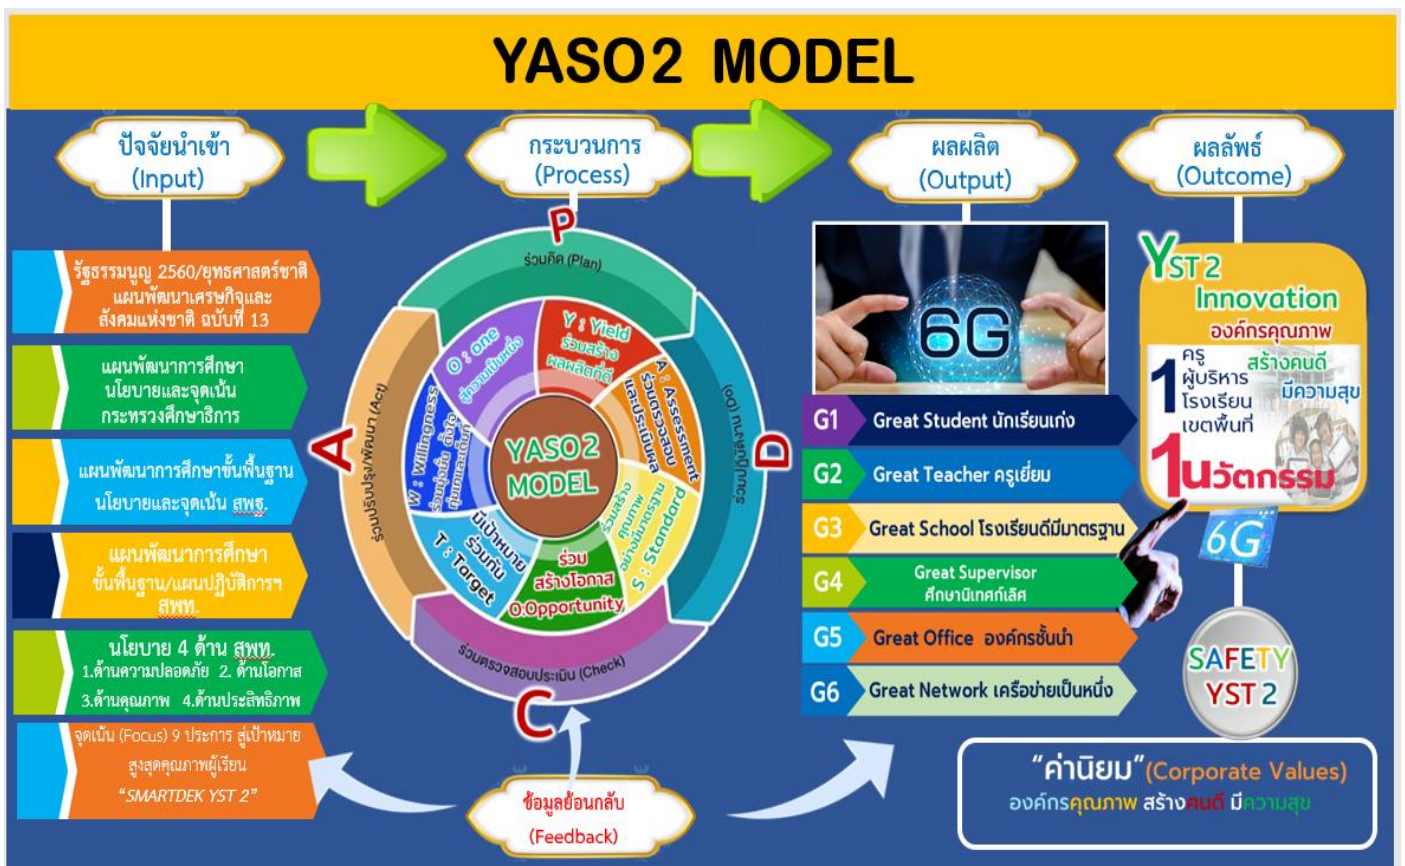 YASO2 MODEL
ปัจจัยนำเข้า
(Input)
กระบวนการ
(Process)
ผลผลิต
(Output)
ผลลัพธ์
(Outcome)
รัฐธรรมนูญ 2560/ยุทธศาสตร์ชาติ
แผนพัฒนาเศรษฐกิจและ
สังคมแห่งชาติ ฉบับที่ 13
แผนพัฒนาการศึกษา
นโยบายและจุดเน้น
กระทรวงศึกษาธิการ
แผนพัฒนาการศึกษาขั้นพื้นฐาน
นโยบายและจุดเน้น สพฐ.
แผนพัฒนาการศึกษา
ขั้นพื้นฐาน/แผนปฏิบัติการฯ
สพท.
นโยบาย 4 ด้าน สพท.
1.ด้านความปลอดภัย 2. ด้านโอกาส
3.ด้านคุณภาพ 4.ด้านประสิทธิภาพ
จุดเน้น (Focus) 9 ประการ สู่เป้าหมาย
สูงสุดคุณภาพผู้เรียน
"SMARTDEK YST 2"
P
ร่วมคิด (Plan)
D
ร่วมปฏิบัติงาน (Do)
C
ร่วมตรวจสอบประเมิน (Check)
A
ร่วมปรับปรุง/พัฒนา (Act)
Y : Yield
ร่วมสร้าง
ผลผลิตที่ดี
A : Assessment
ร่วมตรวจสอบ
และประเมินผล
ร่วมสร้าง
คุณภาพ
อย่างมีมาตรฐาน
S : Standard
ร่วม
สร้างโอกาส
O:Opportunity
มีเป้าหมาย
ร่วมกัน
T : Target
W : Willingness
ร่วมมุ่งมั่น ตั้งใจ
O : one
สู่ความเป็นหนึ่ง
YASO2
MODEL
ข้อมูลย้อนกลับ
(Feedback)
6G
G1 Great Student นักเรียนเก่ง
G2 Great Teacher ครูเยี่ยม
G3 Great School โรงเรียนดีมีมาตรฐาน
G4 Great Supervisor
ศึกษานิเทศก์เลิศ
G5 Great Office องค์กรชั้นนำ
G6 Great Network เครือข่ายเป็นหนึ่ง
YST 2
Innovation
องค์กรคุณภาพ
สร้างคนดี
มีความสุข
1 ครู
ผู้บริหาร
โรงเรียน
เขตพื้นที่
1นวัตกรรม
6G
SAFETY
YST 2
"ค่านิยม"(Corporate Values)
องค์กรคุณภาพ สร้างคนดี มีความสุข